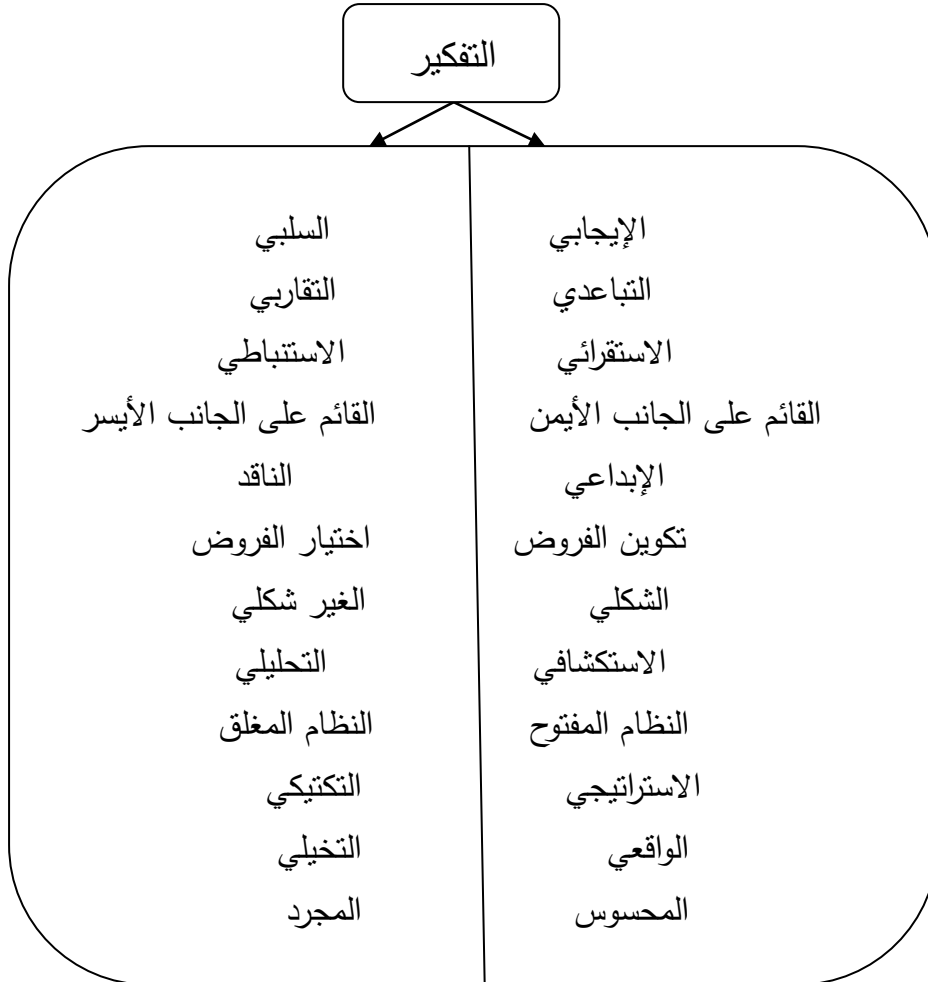 التفكير
الإيجابي السلبي
التباعدي التقاربي
الاستقرائي الاستنباطي
القائم على الجانب الأيمن القائم على الجانب الأيسر
الإبداعي الناقد
تكوين الفروض اختيار الفروض
الشكلي الغير شكلي
الاستكشافي التحليلي
النظام المفتوح النظام المغلق
الاستراتيجي التكتيكي
الواقعي التخيلي
المحسوس المجرد